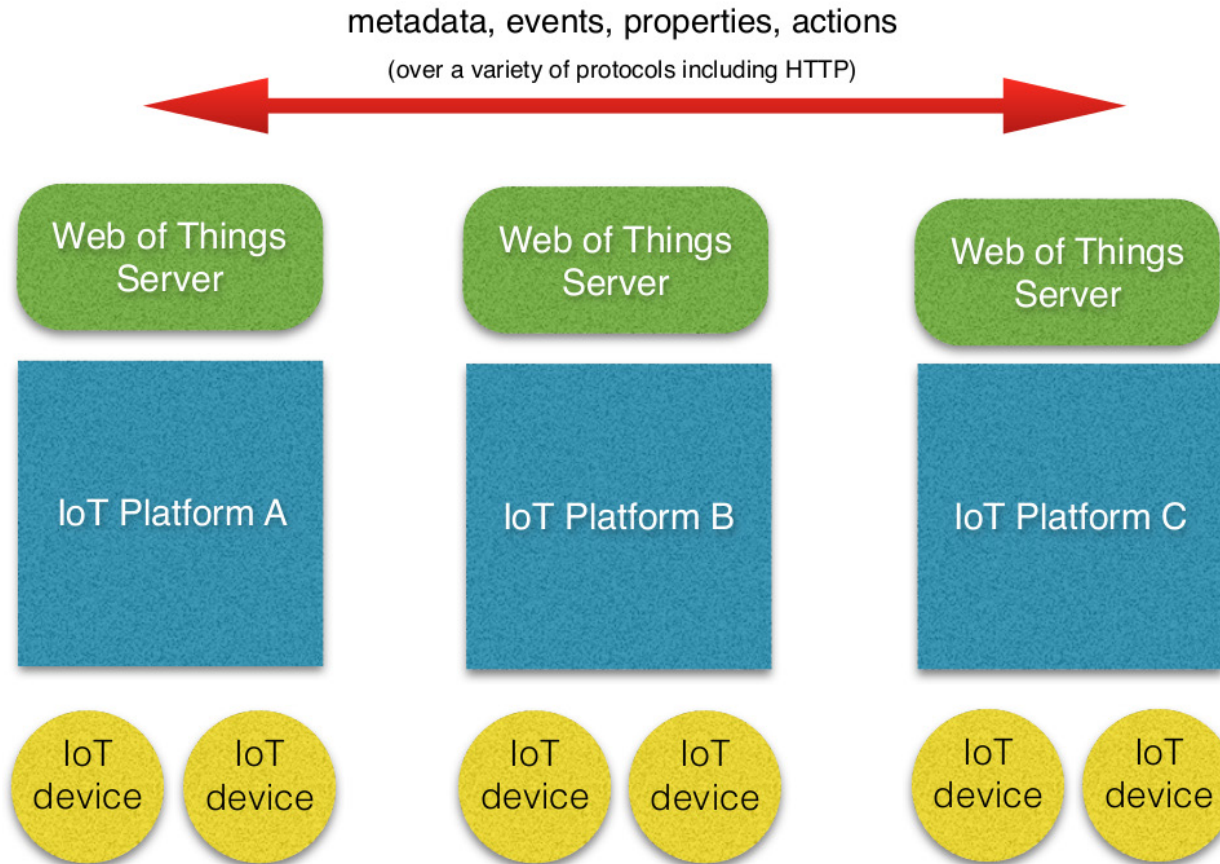 metadata, events, properties, actions
(over a variety of protocols including HTTP)
Web of Things
Server
Web of Things
Server
Web of Things
Server
IoT Platform A
IoT Platform B
IoT Platform C
IoT
device
IoT
device
IoT
device
IoT
device
IoT
device
IoT
device